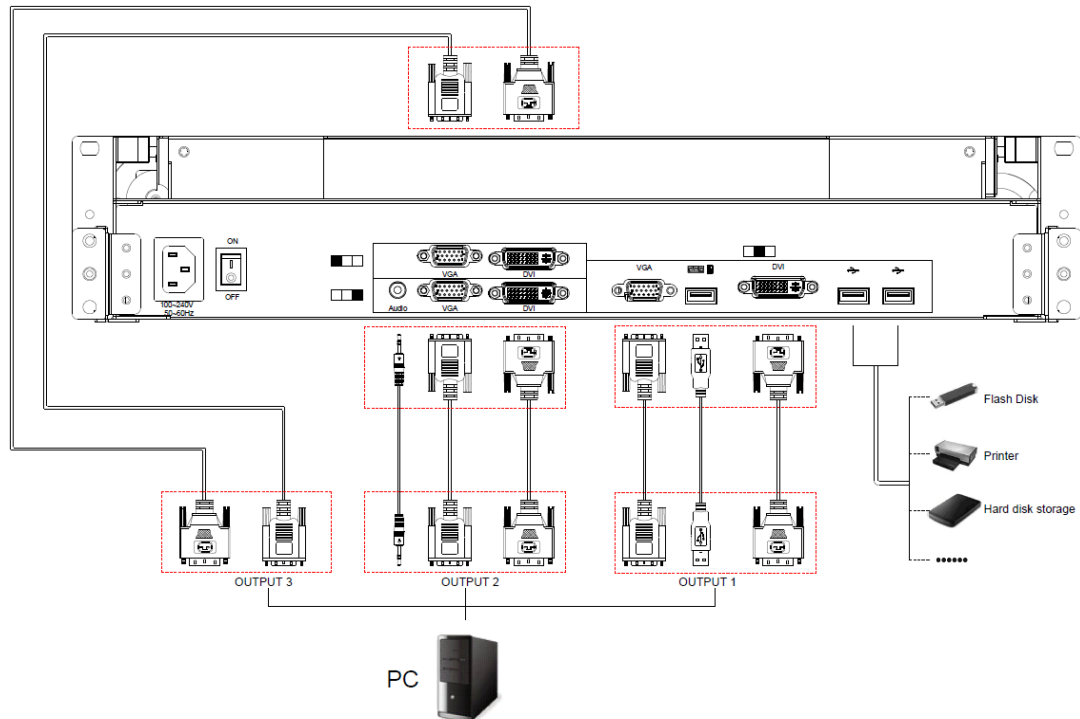 ON
OFF
100~240V
50~60Hz
VGA
DVI
Audio
VGA
DVI
VGA
DVI
Flash Disk
Printer
Hard disk storage
OUTPUT 3
OUTPUT 2
OUTPUT 1
PC